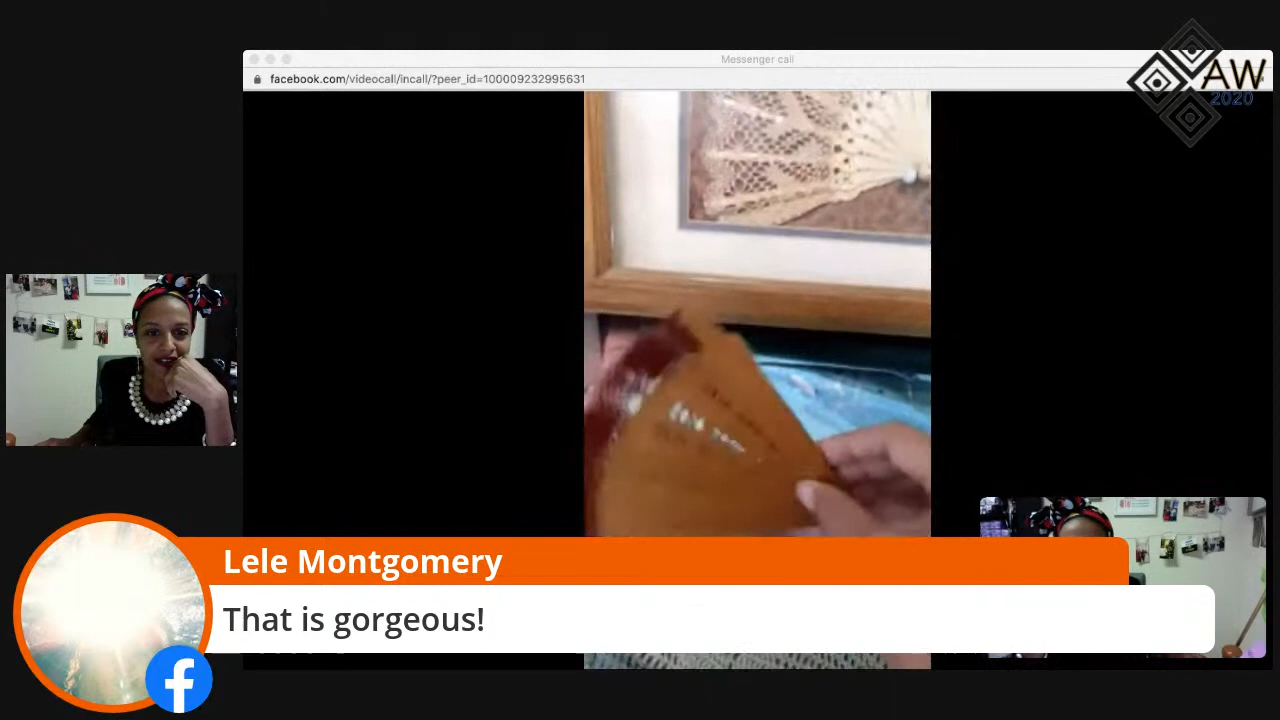 Messenger call
facebook.com/videocall/incall/?peer_id=100009232995631
AW
2020
Lele Montgomery
That is gorgeous!